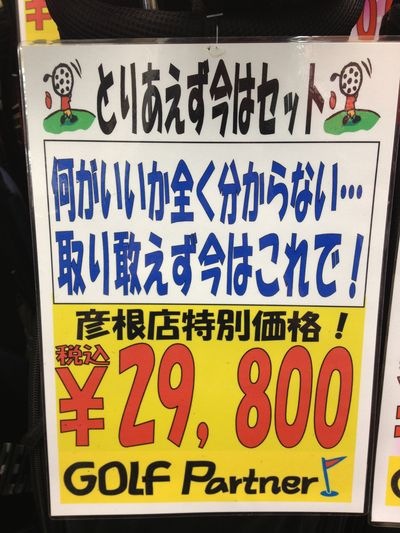 とりあえず今はセット
何がいいか全く分からない…
取り敢えず今はこれで！
彦根店特別価格！
税込
¥29,800
GOLF Partner